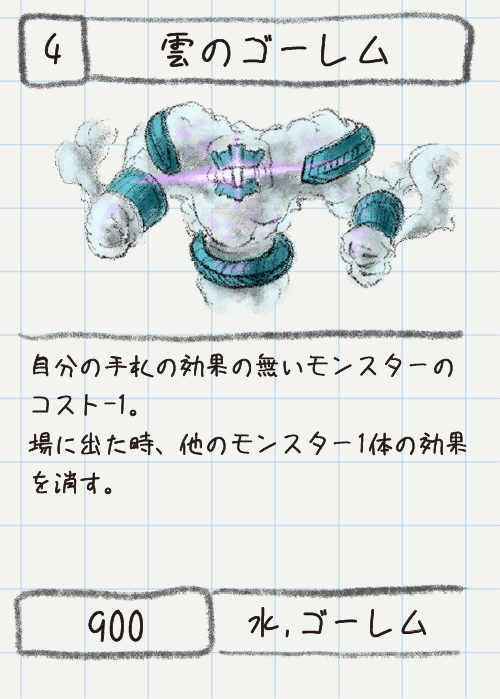 4
雲のゴーレム
自分の手札の効果の無いモンスターの
コスト-1。
場に出た時、他のモンスター1体の効果
を消す。
900
水,ゴーレム